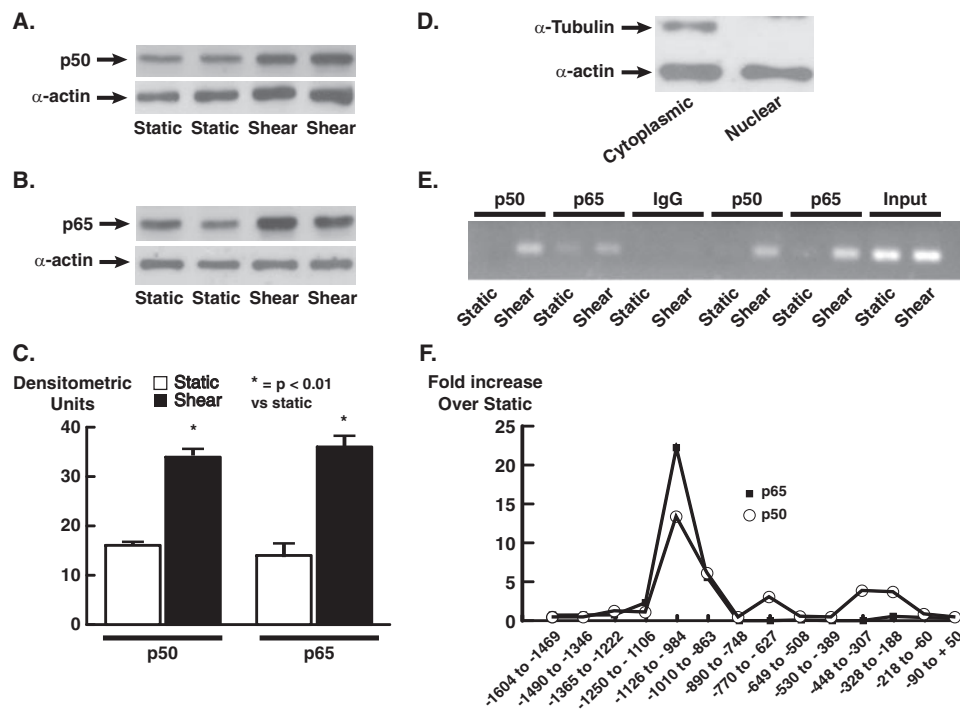 A.
p50
α-actin
Static Static Shear Shear
B.
p65
α-actin
Static Static Shear Shear
C.
Densitometric
Units
Static
Shear
* = p < 0.01
vs static
40
30
20
10
0
*
*
p50
p65
D.
α-Tubulin
α-actin
Cytoplasmic
Nuclear
E.
p50 p65 IgG p50 p65 Input
Static Shear Static Shear Static Shear Static Shear Static Shear Static Shear
F.
Fold increase
Over Static
25
20
15
10
5
0
p65
p50
-1604 to -1469
-1490 to -1346
-1365 to -1222
-1250 to - 1106
-1126 to - 984
-1010 to -863
-890 to -748
-770 to - 627
-649 to -508
-530 to - 389
-448 to -307
-328 to -188
-218 to -60
-90 to + 50